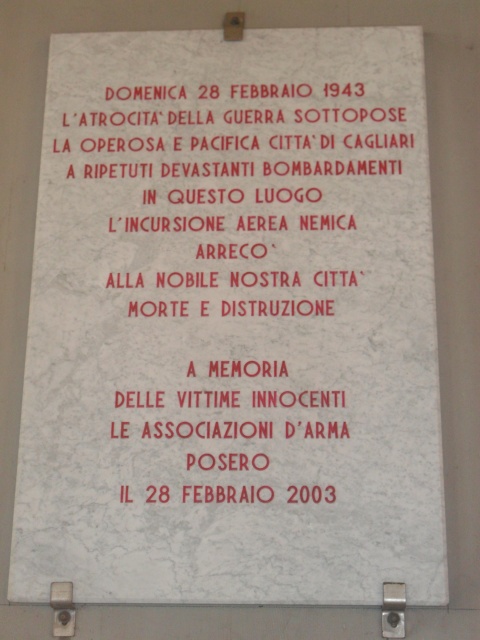 DOMENICA 28 FEBBRAIO 1943
L'ATROCITA' DELLA GUERRA SOTTOPOSE
LA OPEROSA E PACIFICA CITTA' DI CAGLIARI
A RIPETUTI DEVASTANTI BOMBARDAMENTI
IN QUESTO LUOGO
L'INCURSIONE AEREA NEMICA
ARRECO'
ALLA NOBILE NOSTRA CITTA'
MORTE E DISTRUZIONE
A MEMORIA
DELLE VITTIME INNOCENTI
LE ASSOCIAZIONI D'ARMA
POSERO
IL 28 FEBBRAIO 2003